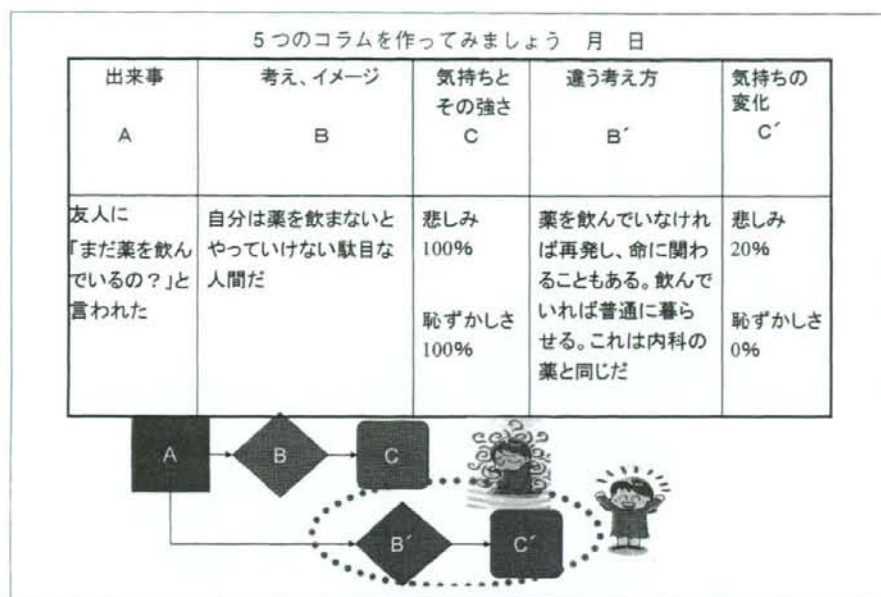 5つのコラムを作ってみましょう 月 日
出来事
A
考え、イメージ
B
気持ちと
その強さ
C
違う考え方
B´
気持ちの
変化
C´
友人に
「まだ薬を飲ん
でいるの?」と
言われた
自分は薬を飲まないと
やっていけない駄目な
人間だ
悲しみ
100%
恥ずかしさ
100%
薬を飲んでいなけれ
ば再発し、命に関わ
ることもある。飲んで
いれば普通に暮ら
せる。これは内科の
薬と同じだ
悲しみ
20%
恥ずかしさ
0%
A
B
C
B´
C´